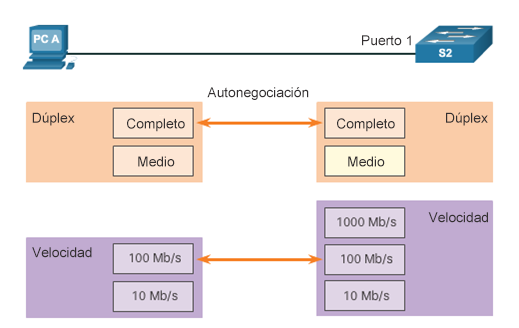 PC A
Puerto 1
S2
Autonegociación
Dúplex
Completo
Medio
Completo
Medio
Dúplex
Velocidad
100 Mb/s
10 Mb/s
1000 Mb/s
100 Mb/s
10 Mb/s
Velocidad